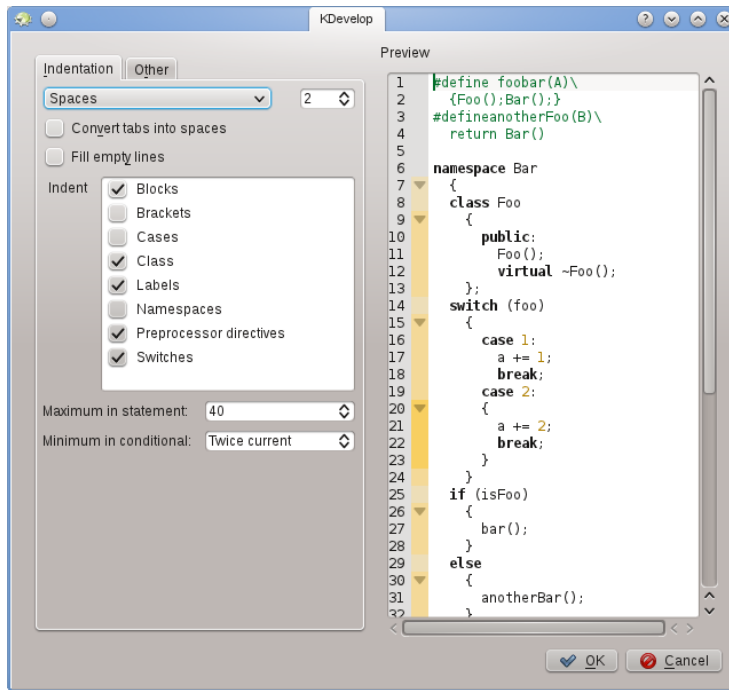 KDevelop
Indentation Other
Spaces 2
Convert tabs into spaces
Fill empty lines
Indent
Blocks
Brackets
Cases
Class
Labels
Namespaces
Preprocessor directives
Switches
Maximum in statement: 40
Minimum in conditional: Twice current
Preview
1 #define foobar(A)\
2   {Foo();Bar();}
3 #defineanotherFoo(B)\
4   return Bar()
5
6 namespace Bar
7   {
8   class Foo
9     {
10       public:
11         Foo();
12         virtual ~Foo();
13     };
14   switch (foo)
15     {
16       case 1:
17         a += 1;
18         break;
19       case 2:
20       {
21         a += 2;
22         break;
23       }
24     }
25   if (isFoo)
26     {
27       bar();
28     }
29   else
30     {
31       anotherBar();
32     }
OK Cancel